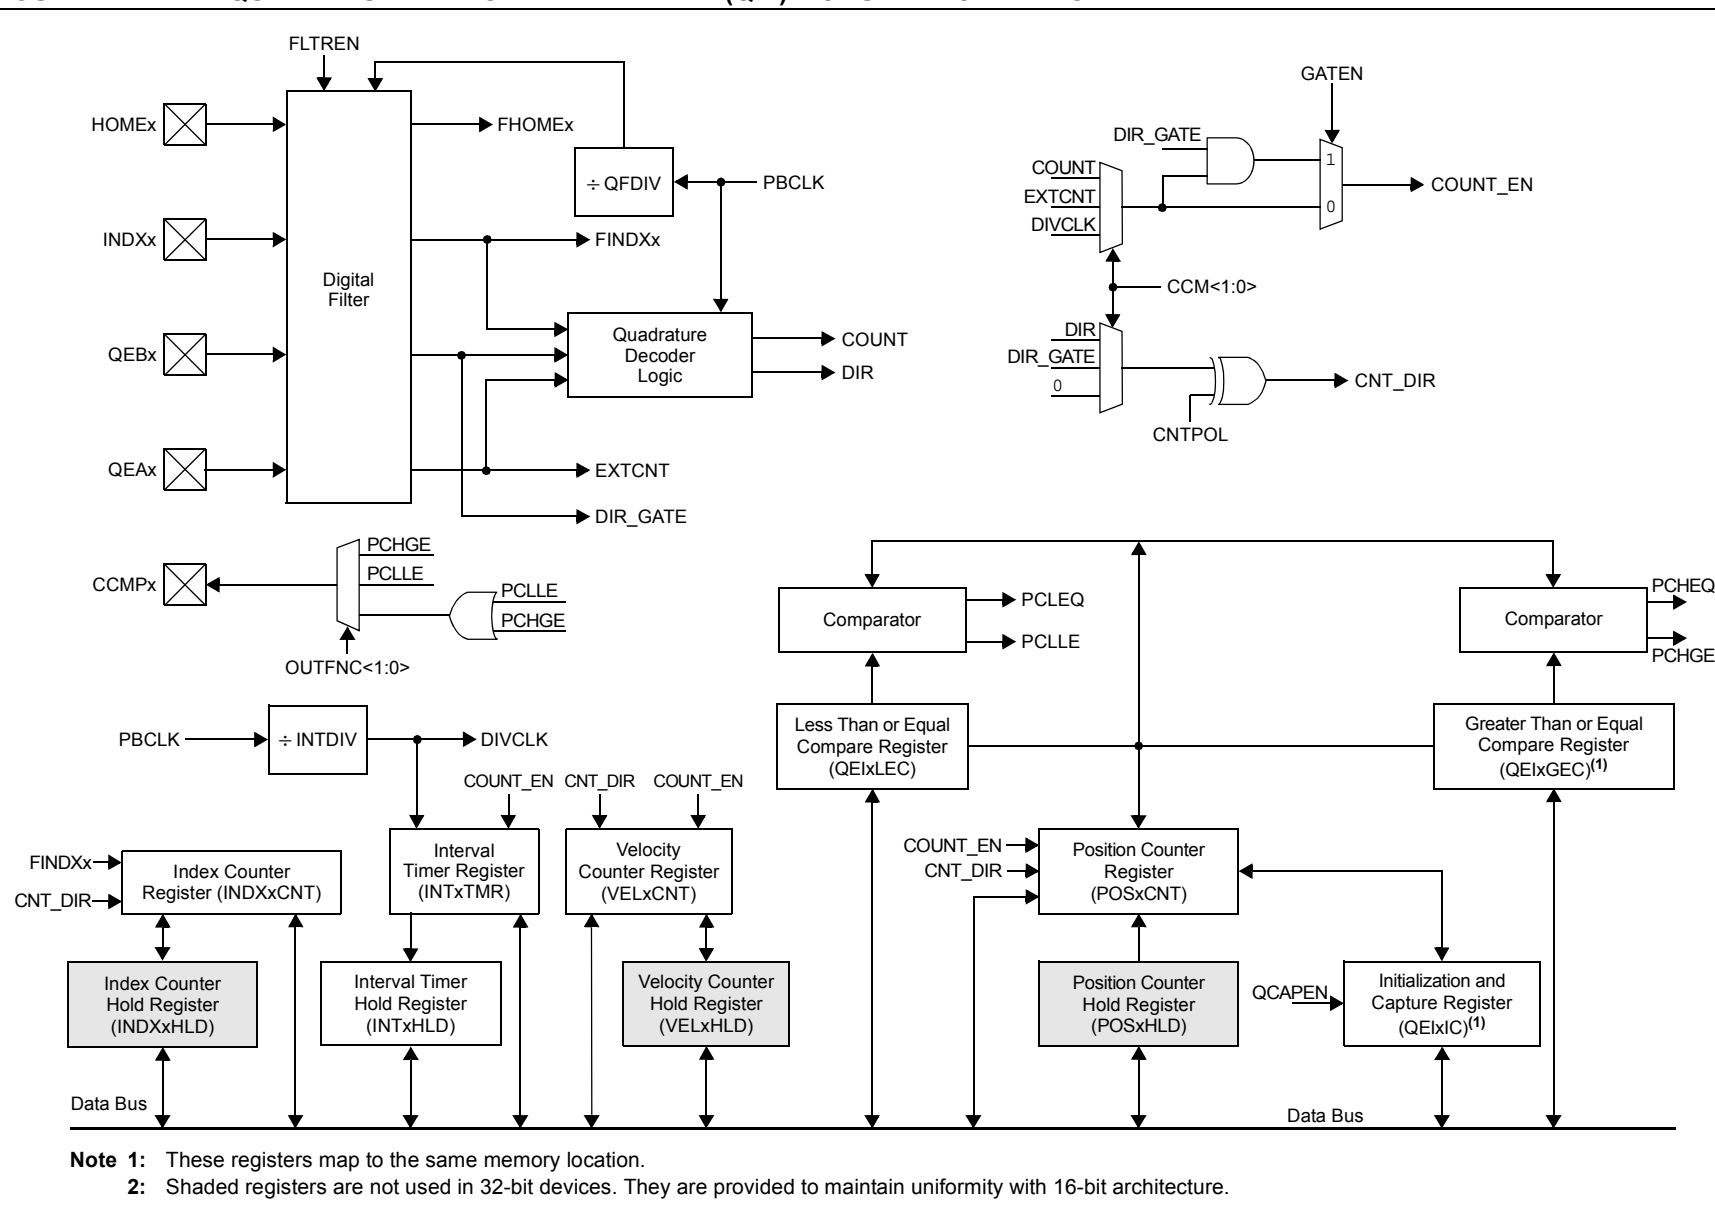 FLTREN
HOMEx
FHOMEx
÷ QFDIV
PBCLK
INDXx
FINDXx
Digital
Filter
QEBx
Quadrature
Decoder
Logic
COUNT
DIR
QEAx
EXTCNT
DIR_GATE
GATEN
DIR_GATE
COUNT
EXTCNT
DIVCLK
1
0
COUNT_EN
CCM<1:0>
DIR
DIR_GATE
0
CNT_DIR
CNTPOL
CCMPx
PCHGE
PCLLE
PCLLE
PCHGE
OUTFNC<1:0>
Comparator
PCLEQ
PCLLE
Comparator
PCHEQ
PCHGE
PBCLK
÷ INTDIV
DIVCLK
Less Than or Equal
Compare Register
(QEIxLEC)
Greater Than or Equal
Compare Register
(QEIxGEC)(1)
COUNT_EN
CNT_DIR
COUNT_EN
FINDXx
CNT_DIR
Index Counter
Register (INDXxCNT)
Interval
Timer Register
(INTxTMR)
Velocity
Counter Register
(VELxCNT)
COUNT_EN
CNT_DIR
Position Counter
Register
(POSxCNT)
Index Counter
Hold Register
(INDXxHLD)
Interval Timer
Hold Register
(INTxHLD)
Velocity Counter
Hold Register
(VELxHLD)
Position Counter
Hold Register
(POSxHLD)
QCAPEN
Initialization and
Capture Register
(QEIxIC)(1)
Data Bus
Data Bus
Note 1: These registers map to the same memory location.
2: Shaded registers are not used in 32-bit devices. They are provided to maintain uniformity with 16-bit architecture.